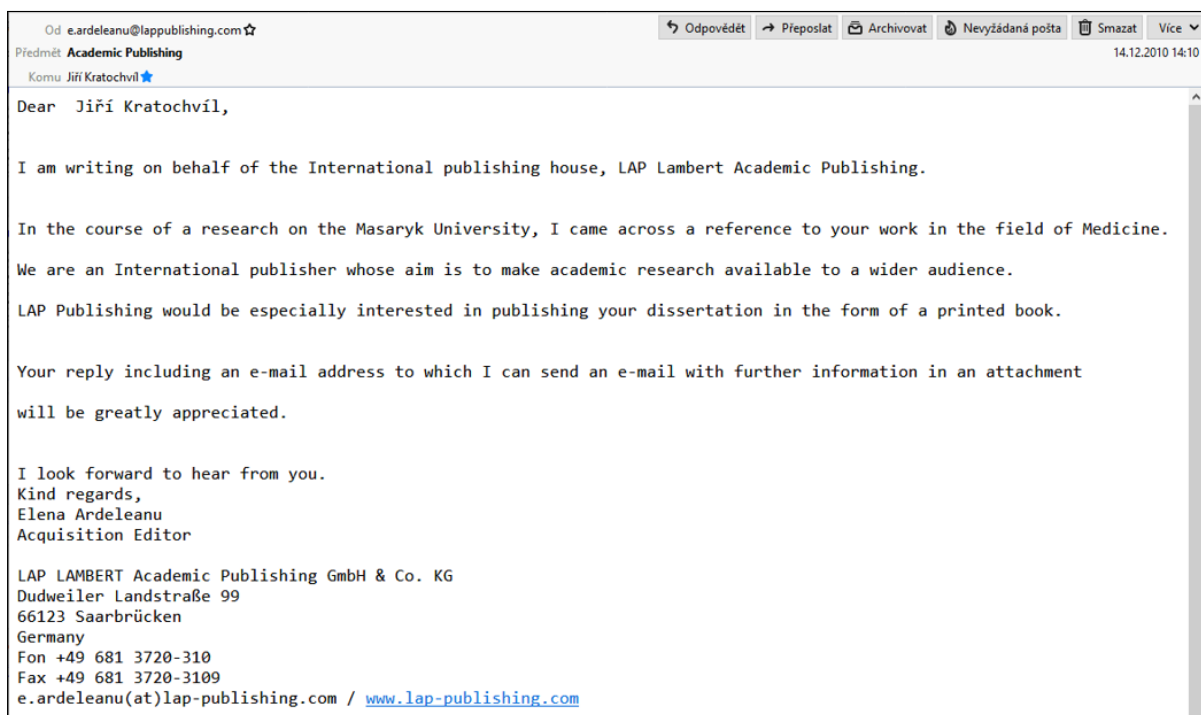 Od e.ardeleanu@lappublishing.com
Odpovědět Přeposlat Archivovat Nevyžádaná pošta Smazat Více
Předmět Academic Publishing
14.12.2010 14:10
Komu Jiří Kratochvíl
Dear  Jiří Kratochvíl,
I am writing on behalf of the International publishing house, LAP Lambert Academic Publishing.
In the course of a research on the Masaryk University, I came across a reference to your work in the field of Medicine.
We are an International publisher whose aim is to make academic research available to a wider audience.
LAP Publishing would be especially interested in publishing your dissertation in the form of a printed book.
Your reply including an e-mail address to which I can send an e-mail with further information in an attachment
will be greatly appreciated.
I look forward to hear from you.
Kind regards,
Elena Ardeleanu
Acquisition Editor
LAP LAMBERT Academic Publishing GmbH & Co. KG
Dudweiler Landstraße 99
66123 Saarbrücken
Germany
Fon +49 681 3720-310
Fax +49 681 3720-3109
e.ardeleanu(at)lap-publishing.com / www.lap-publishing.com